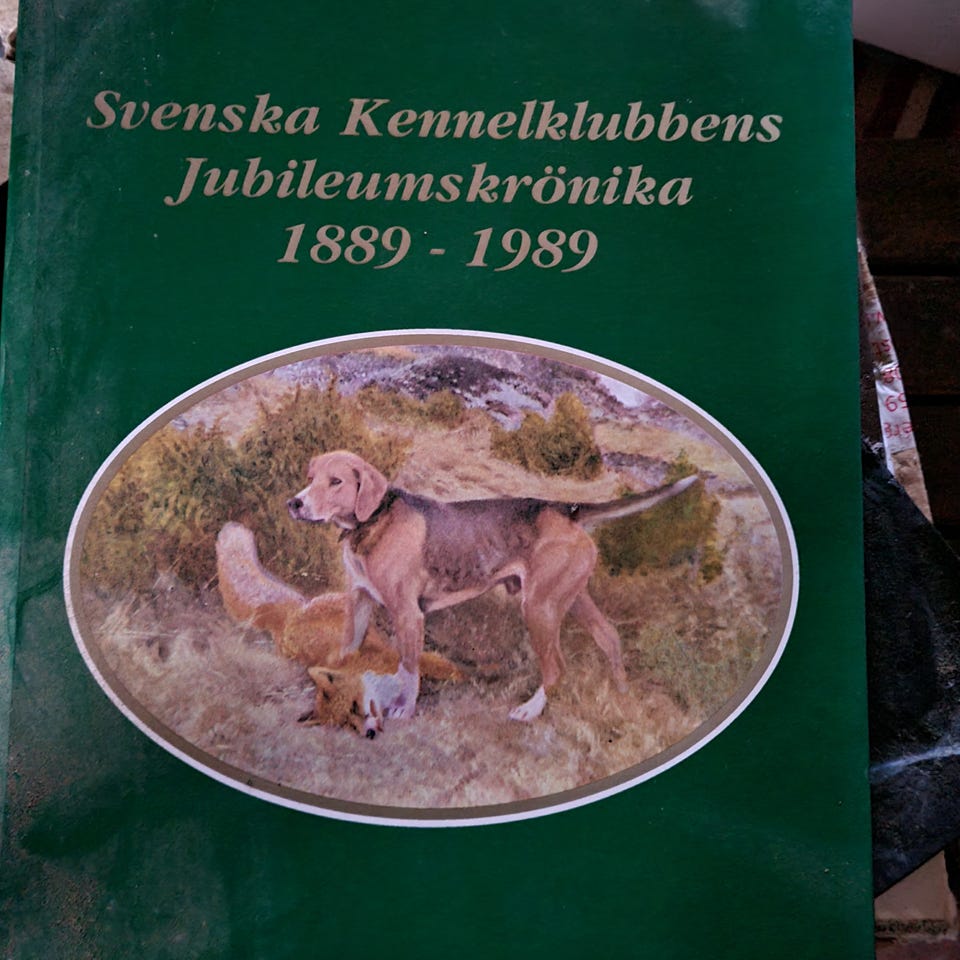 Svenska Kennelklubbens
Jubileumskrönika
1889 - 1989